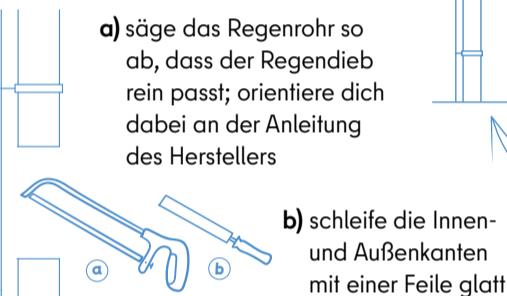 a) säge das Regenrohr so
ab, dass der Regendieb
rein passt; orientiere dich
dabei an der Anleitung
des Herstellers
a
b
b) schleife die Innen-
und Außenkanten
mit einer Feile glatt